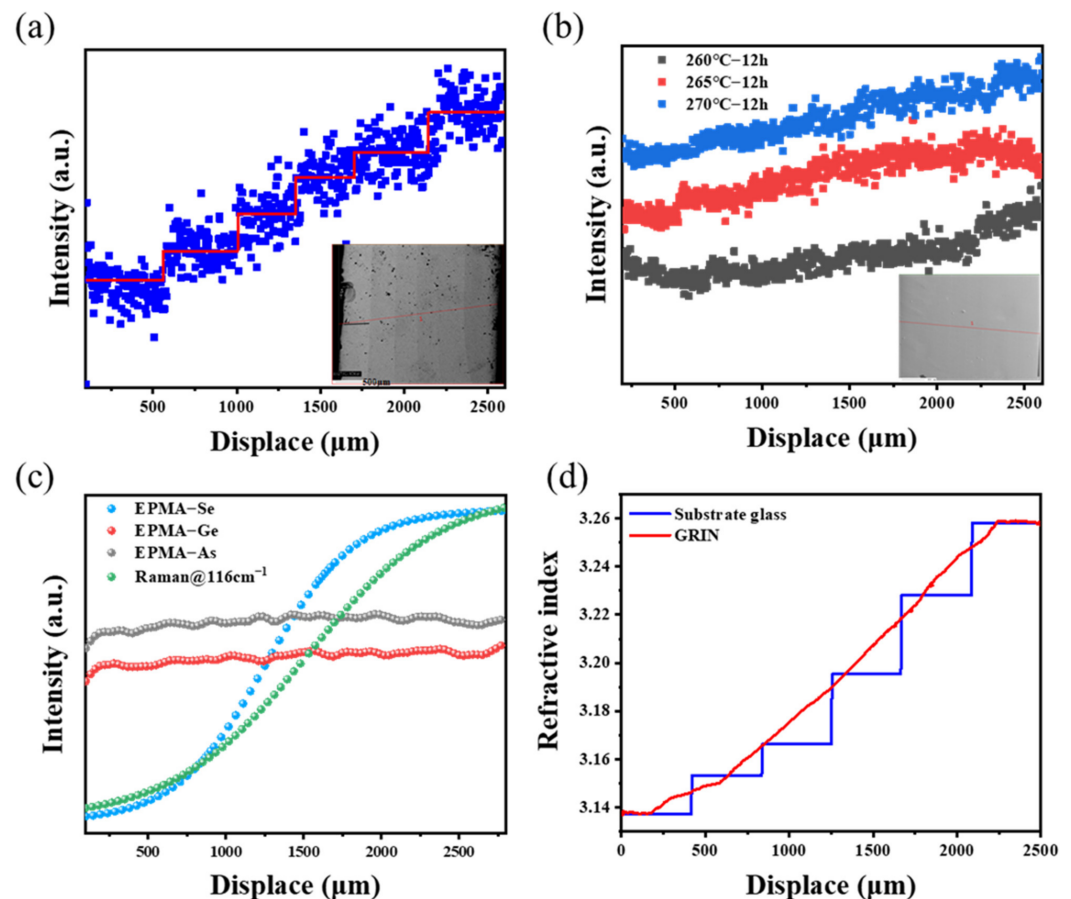 (a)
Intensity (a.u.)
500μm
500
1000
1500
2000
2500
Displace (μm)
(b)
260°C−12h
265°C−12h
270°C−12h
Intensity (a.u.)
500
1000
1500
2000
2500
Displace (μm)
(c)
EPMA−Se
EPMA−Ge
EPMA−As
Raman@116cm⁻¹
Intensity (a.u.)
500
1000
1500
2000
2500
Displace (μm)
(d)
Substrate glass
GRIN
Refractive index
3.26
3.24
3.22
3.20
3.18
3.16
3.14
0
500
1000
1500
2000
2500
Displace (μm)